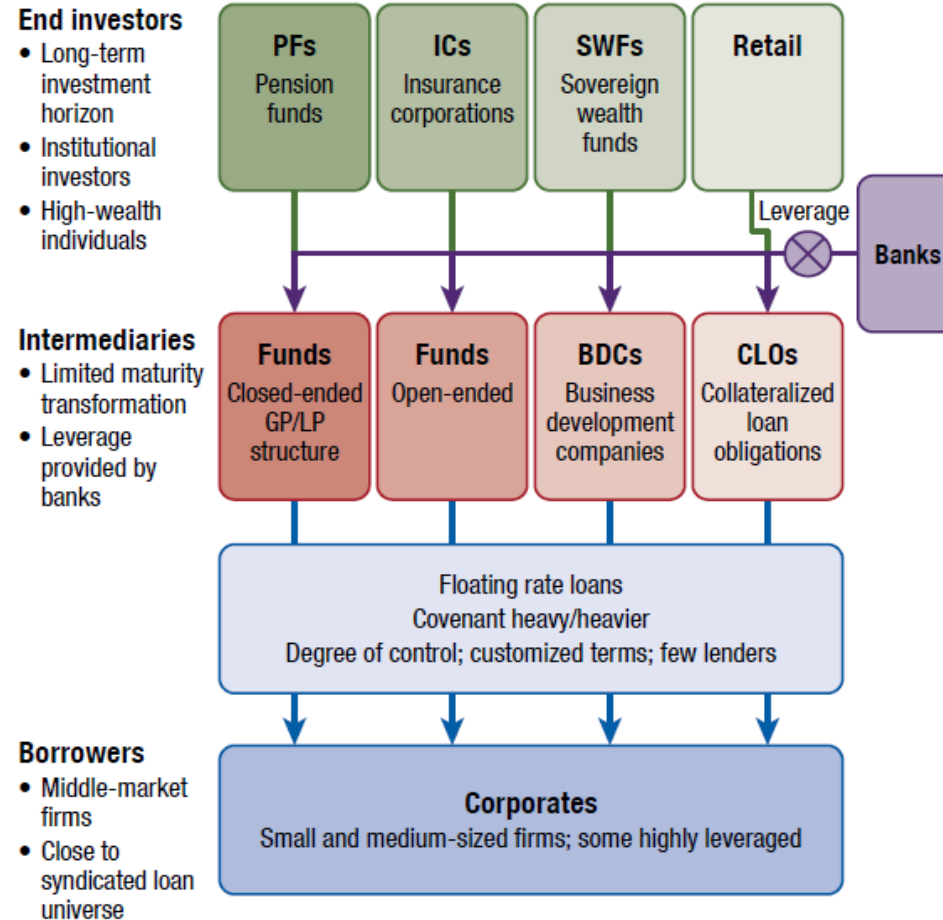 End investors
• Long-term
investment
horizon
• Institutional
investors
• High-wealth
individuals
PFs
Pension
funds
ICs
Insurance
corporations
SWFs
Sovereign
wealth
funds
Retail
Leverage
Banks
Intermediaries
• Limited maturity
transformation
• Leverage
provided by
banks
Funds
Closed-ended
GP/LP
structure
Funds
Open-ended
BDCs
Business
development
companies
CLOs
Collateralized
loan
obligations
Floating rate loans
Covenant heavy/heavier
Degree of control; customized terms; few lenders
Borrowers
• Middle-market
firms
• Close to
syndicated loan
universe
Corporates
Small and medium-sized firms; some highly leveraged